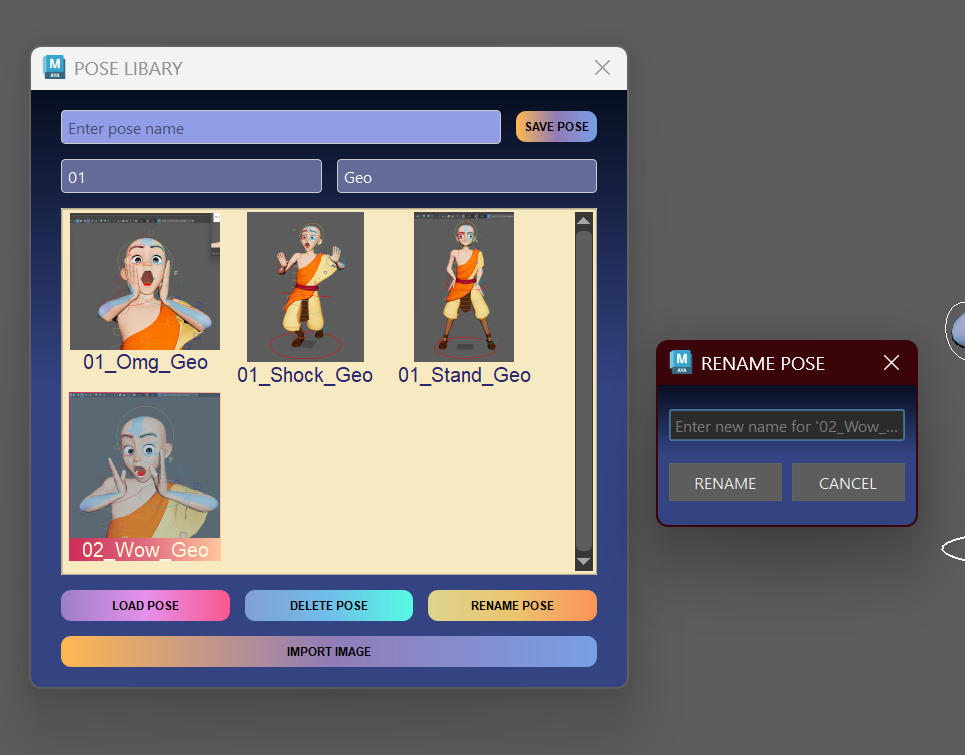 M
AYA
POSE LIBARY
Enter pose name
SAVE POSE
01
Geo
01_Omg_Geo
01_Shock_Geo
01_Stand_Geo
02_Wow_Geo
LOAD POSE
DELETE POSE
RENAME POSE
IMPORT IMAGE
M
AYA
RENAME POSE
Enter new name for '02_Wow_...
RENAME
CANCEL